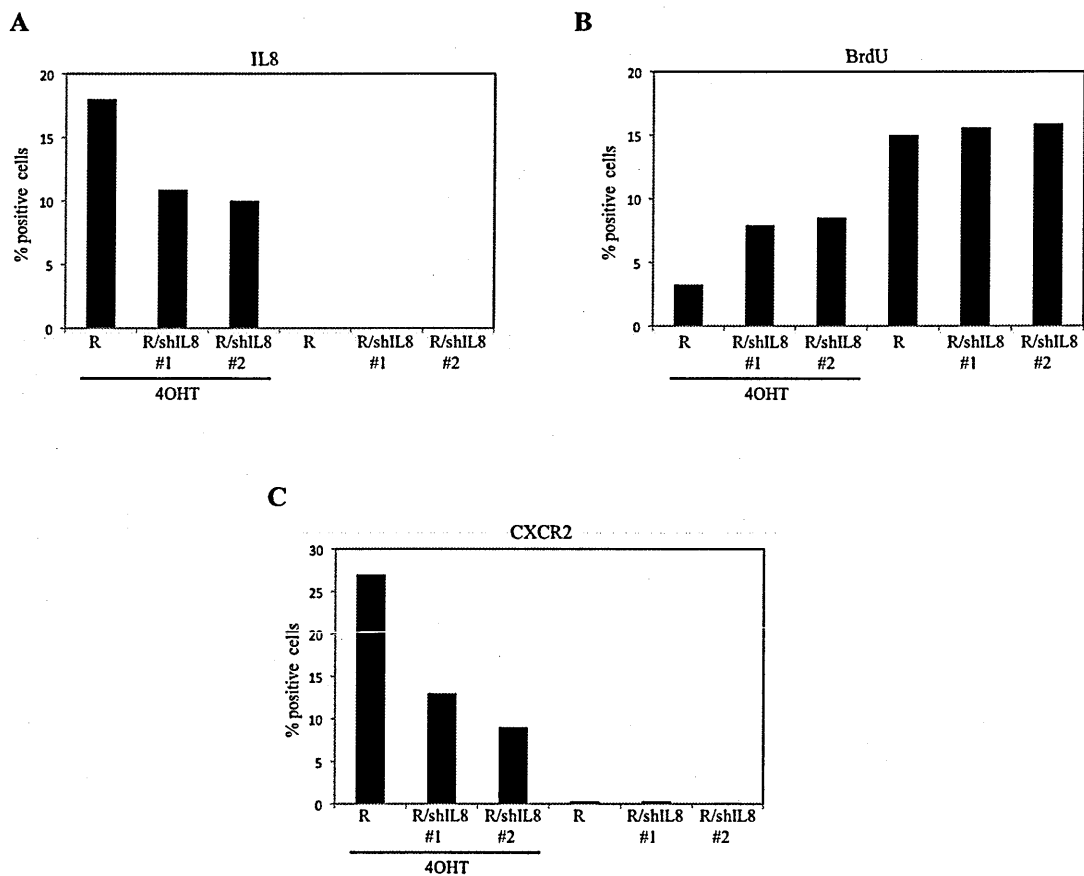 A
IL8
20
15
10
5
0
% positive cells
R R/shIL8 R/shIL8 R R/shIL8 R/shIL8
#1 #2 #1 #2
4OHT
B
BrdU
20
15
10
5
0
% positive cells
R R/shIL8 R/shIL8 R R/shIL8 R/shIL8
#1 #2 #1 #2
4OHT
C
CXCR2
30
25
20
15
10
5
0
% positive cells
R R/shIL8 R/shIL8 R R/shIL8 R/shIL8
#1 #2 #1 #2
4OHT